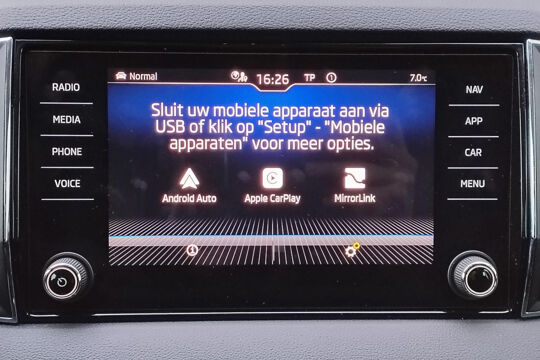 RADIO
MEDIA
PHONE
VOICE
Normal
16:26
TP
1
7.0°C
Sluit uw mobiele apparaat aan via
USB of klik op "Setup" - "Mobiele
apparaten" voor meer opties.
Android Auto
Apple CarPlay
MirrorLink
NAV
APP
CAR
MENU